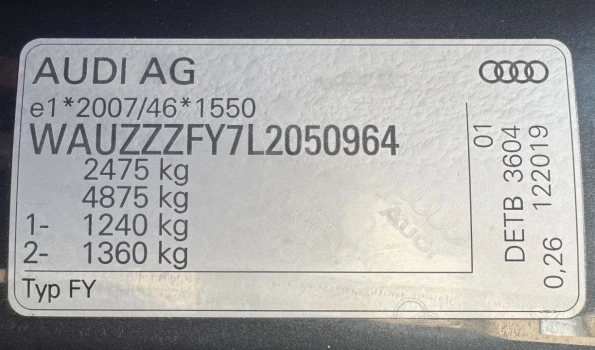 AUDI AG
e1*2007/46*1550
WAUZZZFY7L2050964
2475 kg
4875 kg
1- 1240 kg
2- 1360 kg
Typ FY
01
DETB 3604
0,26 122019
AUDI